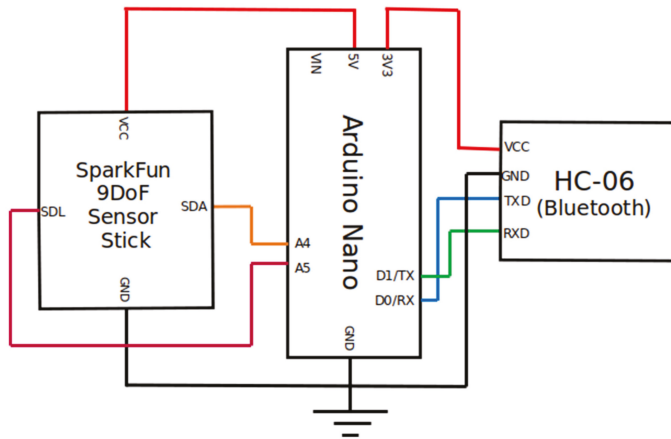 VIN
5V
3V3
VCC
SparkFun
9DoF
Sensor
Stick
SDL
SDA
GND
Arduino Nano
A4
A5
D1/TX
D0/RX
GND
VCC
GND
TXD
RXD
HC-06
(Bluetooth)